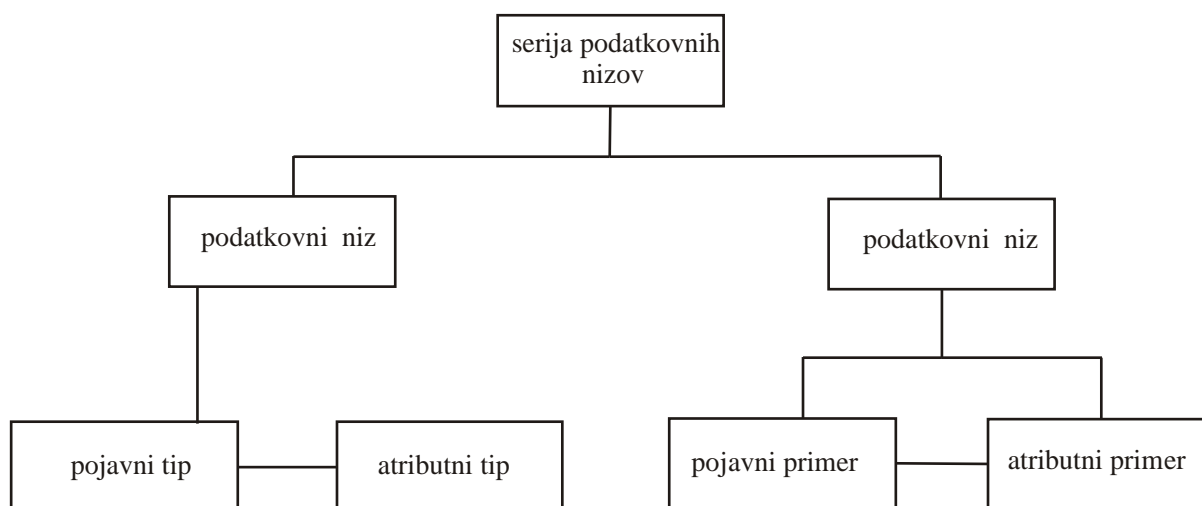 serija podatkovnih
nizov
podatkovni niz
podatkovni niz
pojavni tip
atributni tip
pojavni primer
atributni primer